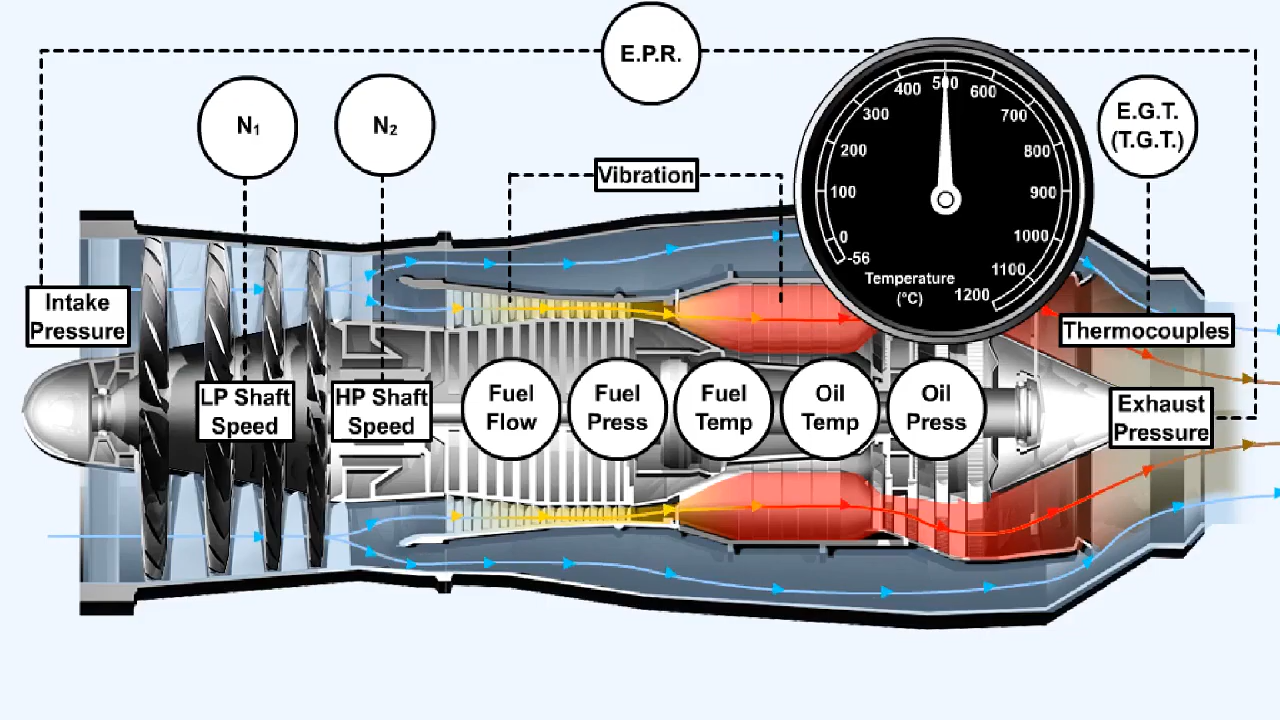 E.P.R.
N₁
N₂
E.G.T.
(T.G.T.)
Vibration
-56
0
100
200
300
400
500
600
700
800
900
1000
1100
1200
Temperature
(°C)
Intake
Pressure
Thermocouples
LP Shaft
Speed
HP Shaft
Speed
Fuel
Flow
Fuel
Press
Fuel
Temp
Oil
Temp
Oil
Press
Exhaust
Pressure